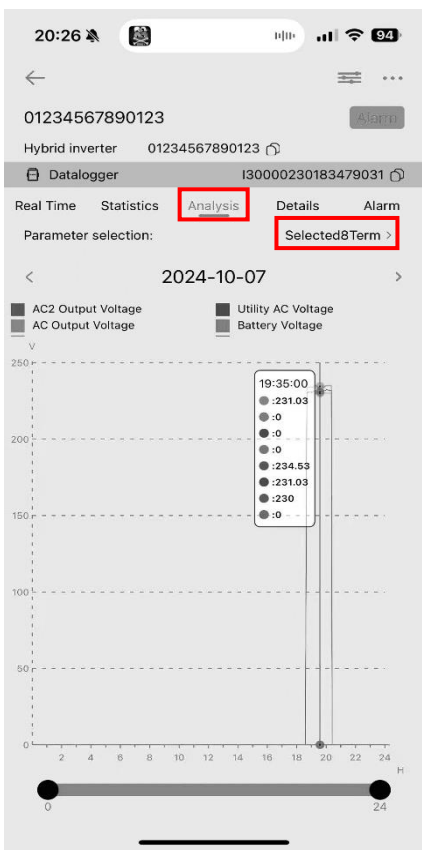 20:26 94
01234567890123 Alarm
Hybrid inverter 01234567890123
Datalogger I30000230183479031
Real Time Statistics Analysis Details Alarm
Parameter selection: Selected8Term >
< 2024-10-07 >
AC2 Output Voltage Utility AC Voltage
AC Output Voltage Battery Voltage
V
250
19:35:00
:231.03
:0
:0
:0
:234.53
:231.03
:230
:0
200
150
100
50
0
2 4 6 8 10 12 14 16 18 20 22 24
H
0 24